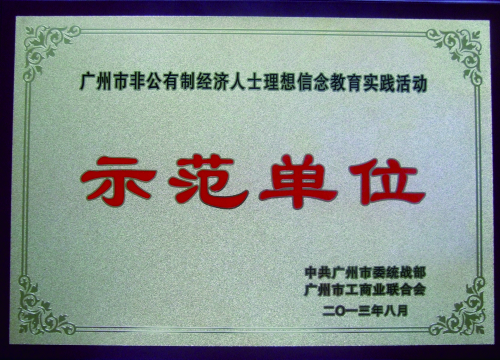 广州市非公有制经济人士理想信念教育实践活动
示范单位
中共广州市委统战部
广州市工商业联合会
二〇一三年八月